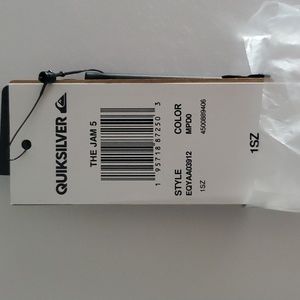 QUIKSILVER
THE JAM 5
1 95718 87250 3
STYLE
EQYAA03912
1SZ
COLOR
MPD0
4500889406
1SZ